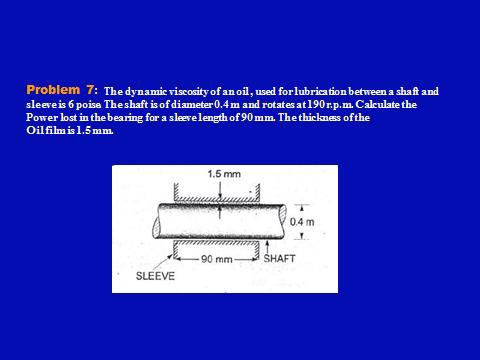 Problem 7: The dynamic viscosity of an oil, used for lubrication between a shaft and
sleeve is 6 poise. The shaft is of diameter 0.4 m and rotates at 190 r.p.m. Calculate the
Power lost in the bearing for a sleeve length of 90 mm. The thickness of the
Oil film is 1.5 mm.
1.5 mm
0.4 m
90 mm
SHAFT
SLEEVE